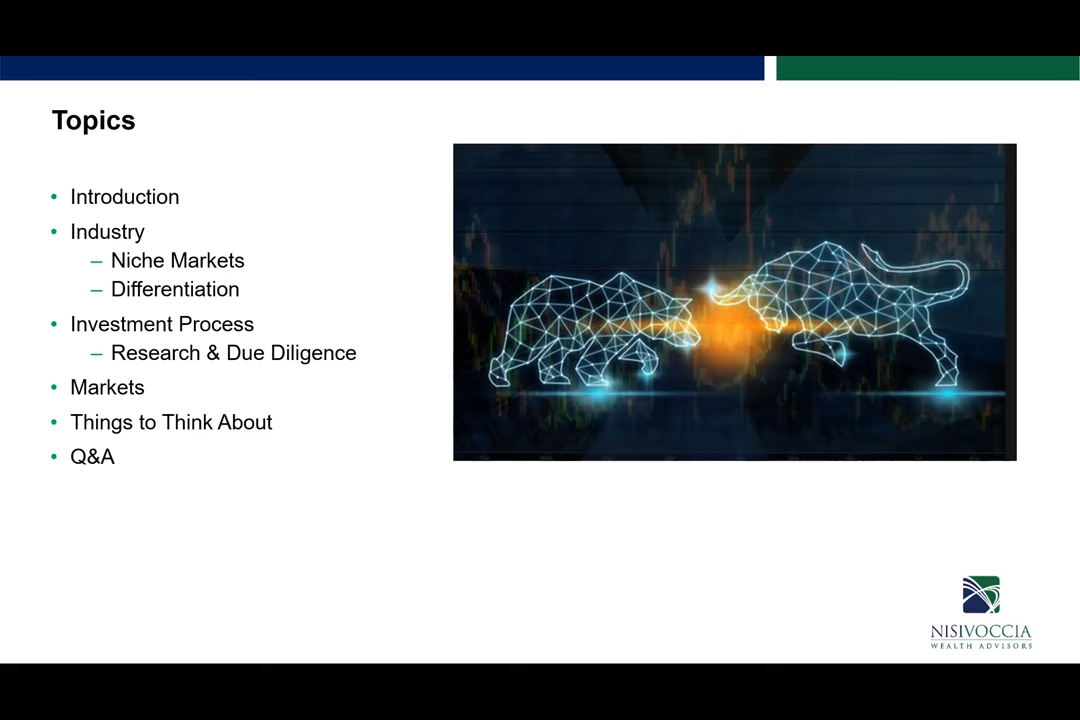 Topics
• Introduction
• Industry
– Niche Markets
– Differentiation
• Investment Process
– Research & Due Diligence
• Markets
• Things to Think About
• Q&A
NISIVOCCIA
WEALTH ADVISORS